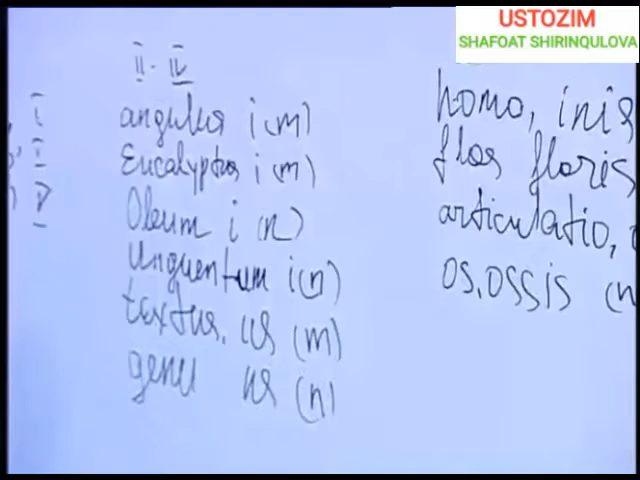 USTOZIM
SHAFOAT SHIRINQULOVA
II - IV
angulus i (m)
Eucalyptus i (m)
Oleum i (n)
Unguentum i (n)
textus, us (m)
genu us (n)
I
I
V
homo, inis
flos floris
articulatio,
os, ossis (n